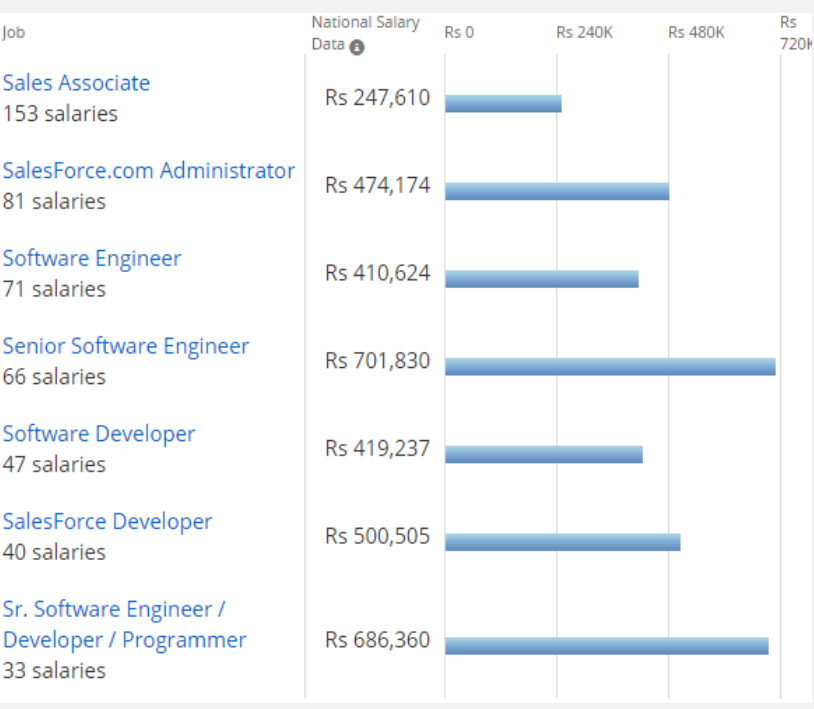 Job
National Salary
Data
Rs 0
Rs 240K
Rs 480K
Rs
720K
Sales Associate
153 salaries
Rs 247,610
SalesForce.com Administrator
81 salaries
Rs 474,174
Software Engineer
71 salaries
Rs 410,624
Senior Software Engineer
66 salaries
Rs 701,830
Software Developer
47 salaries
Rs 419,237
SalesForce Developer
40 salaries
Rs 500,505
Sr. Software Engineer /
Developer / Programmer
33 salaries
Rs 686,360